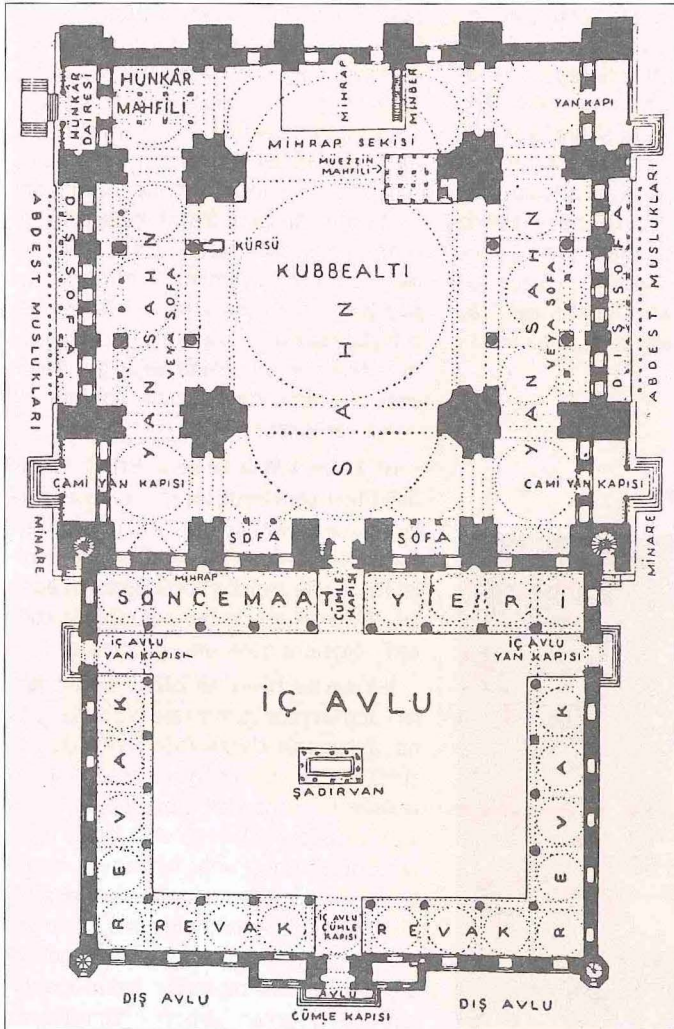 HÜNKÂR
MAHFİLİ
HÜNKÂR
DAİRESİ
MİHRAP
MİNBER
YAN KAPI
MİHRAP SEKİSİ
MÜEZZİN
MAHFİLİ
ABDEST MUSLUKLARI
DIŞ SOFA
YAN SAHN
VEYA SOFA
KÜRSÜ
KUBBEALTI
SAHN
YAN SAHN
VEYA SOFA
DIŞ SOFA
ABDEST MUSLUKLARI
CAMİ YAN KAPISI
CAMİ YAN KAPISI
MİNARE
SOFA
SOFA
MİNARE
MİHRAP
SON CEMAAT YERİ
CÜMLE
KAPISI
İÇ AVLU
YAN KAPISI
İÇ AVLU
YAN KAPISI
İÇ AVLU
ŞADIRVAN
REVAK
REVAK
REVAK
İÇ AVLU
CÜMLE
KAPISI
REVAK
DIŞ AVLU
AVLU
CÜMLE KAPISI
DIŞ AVLU